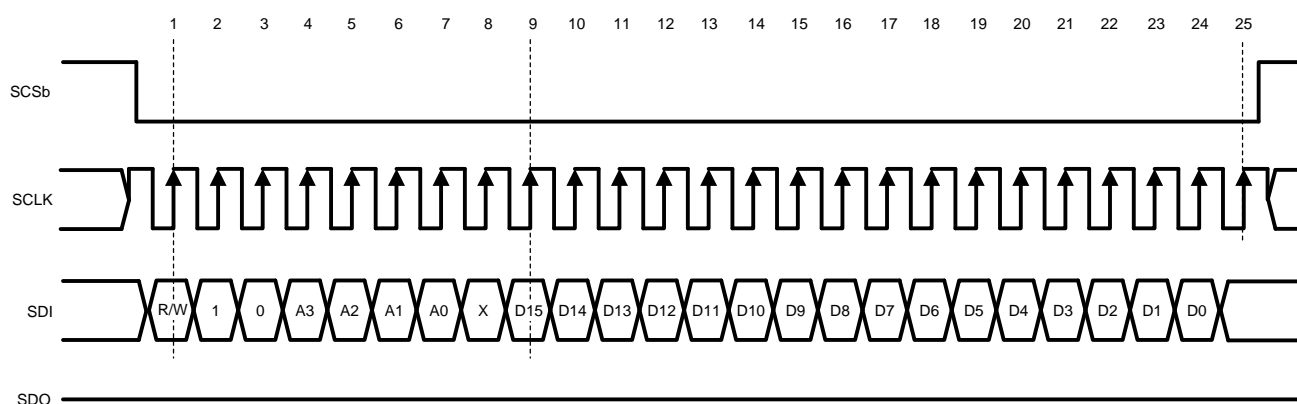 1 2 3 4 5 6 7 8 9 10 11 12 13 14 15 16 17 18 19 20 21 22 23 24 25
SCSb
SCLK
SDI R/W 1 0 A3 A2 A1 A0 X D15 D14 D13 D12 D11 D10 D9 D8 D7 D6 D5 D4 D3 D2 D1 D0
SDO